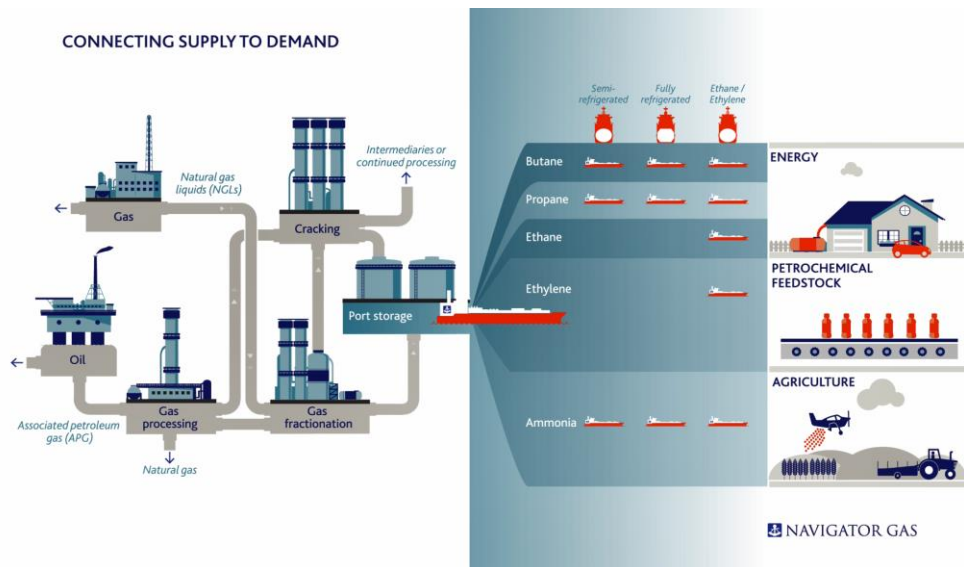 CONNECTING SUPPLY TO DEMAND
Natural gas
liquids (NGLs)
Intermediaries or
continued processing
Gas
Cracking
Port storage
Oil
Associated petroleum
gas (APG)
Gas
processing
Natural gas
Gas
fractionation
Semi-
refrigerated
Fully
refrigerated
Ethane /
Ethylene
Butane
Propane
Ethane
Ethylene
Ammonia
ENERGY
PETROCHEMICAL
FEEDSTOCK
AGRICULTURE
NAVIGATOR GAS